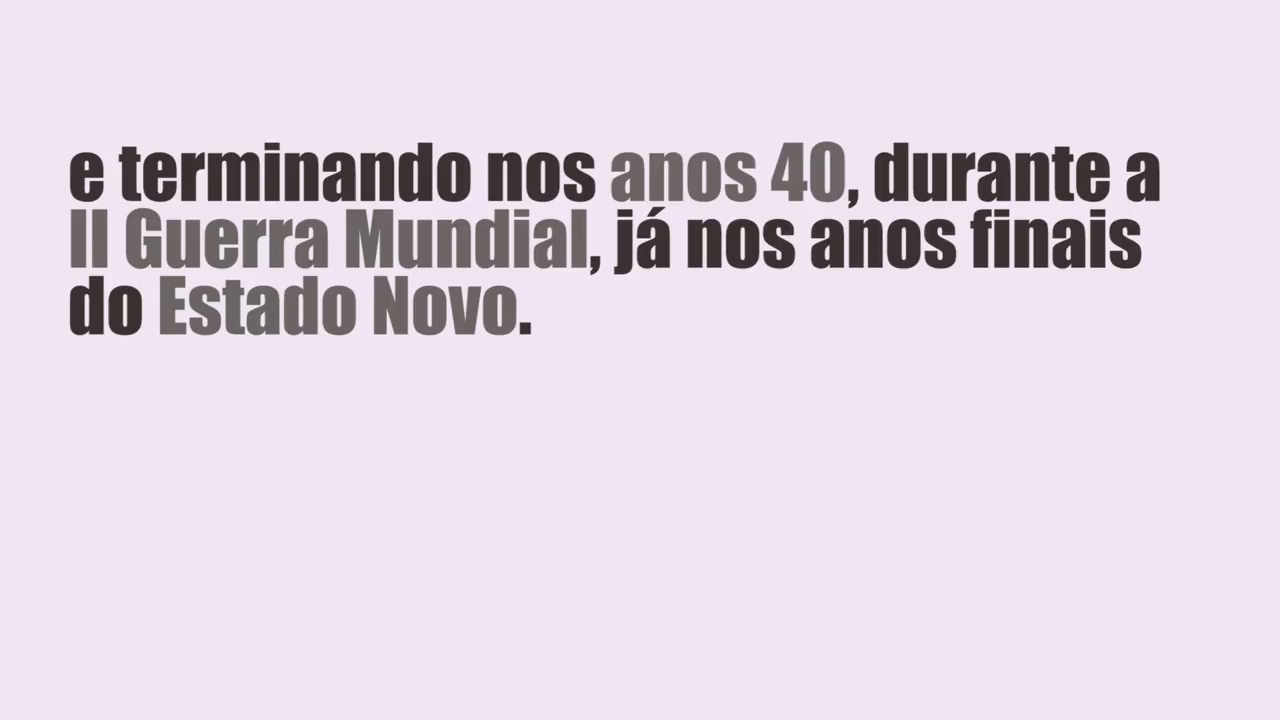 e terminando nos anos 40, durante a
II Guerra Mundial, já nos anos finais
do Estado Novo.